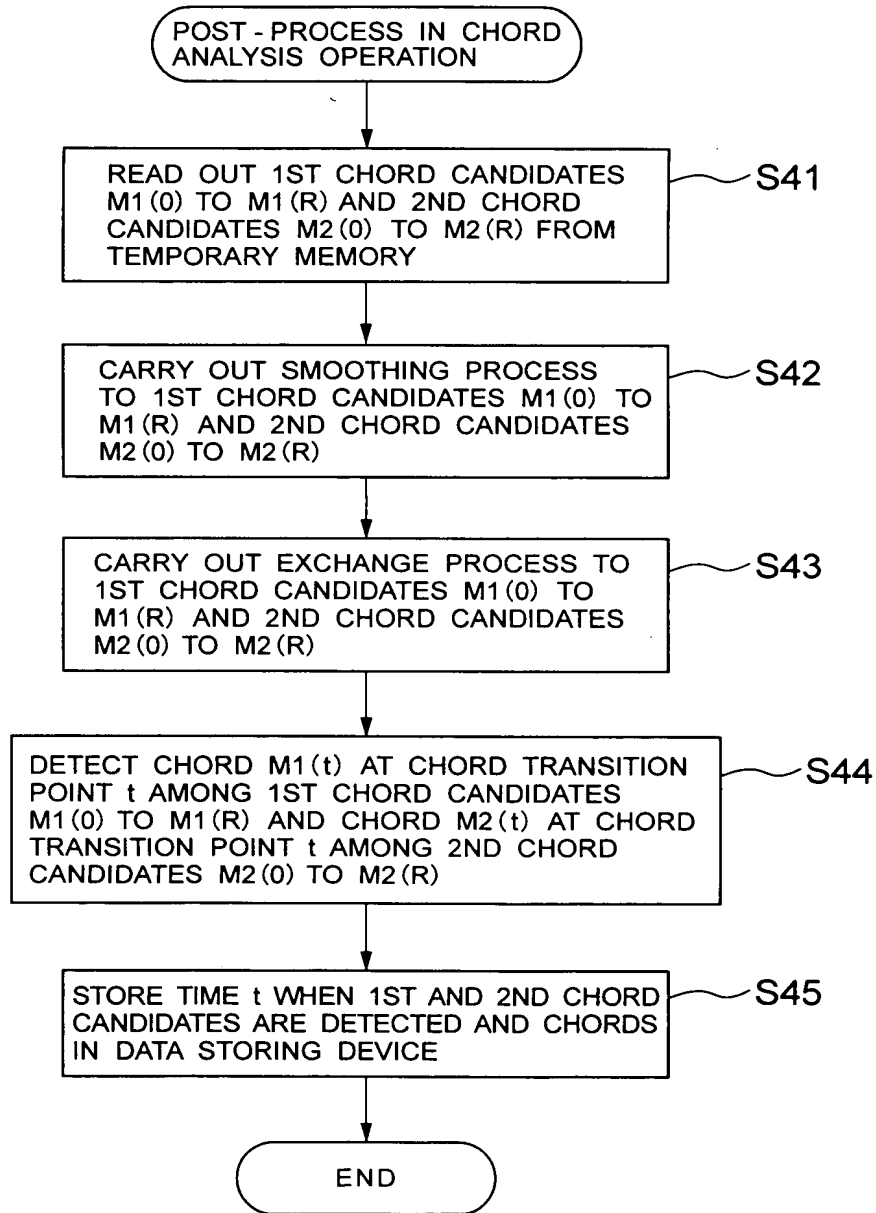 POST - PROCESS IN CHORD
ANALYSIS OPERATION
READ OUT 1ST CHORD CANDIDATES
M1(0) TO M1(R) AND 2ND CHORD
CANDIDATES M2(0) TO M2(R) FROM
TEMPORARY MEMORY
S41
CARRY OUT SMOOTHING PROCESS
TO 1ST CHORD CANDIDATES M1(0) TO
M1(R) AND 2ND CHORD CANDIDATES
M2(0) TO M2(R)
S42
CARRY OUT EXCHANGE PROCESS TO
1ST CHORD CANDIDATES M1(0) TO
M1(R) AND 2ND CHORD CANDIDATES
M2(0) TO M2(R)
S43
DETECT CHORD M1(t) AT CHORD TRANSITION
POINT t AMONG 1ST CHORD CANDIDATES
M1(0) TO M1(R) AND CHORD M2(t) AT CHORD
TRANSITION POINT t AMONG 2ND CHORD
CANDIDATES M2(0) TO M2(R)
S44
STORE TIME t WHEN 1ST AND 2ND CHORD
CANDIDATES ARE DETECTED AND CHORDS
IN DATA STORING DEVICE
S45
END